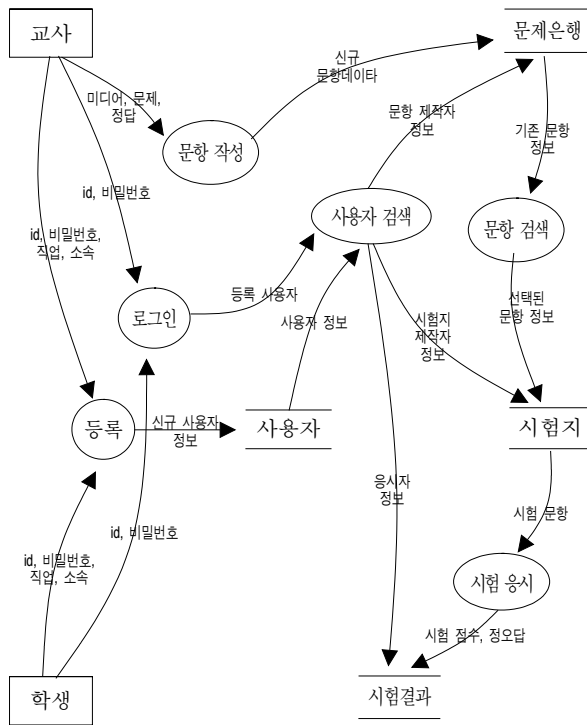 교사
문제은행
신규
문항데이타
미디어, 문제,
정답
문항 작성
문항 제작자
정보
기존 문항
정보
id, 비밀번호
사용자 검색
문항 검색
id, 비밀번호,
직업, 소속
등록 사용자
로그인
사용자 정보
시험지
제작자
정보
선택된
문항 정보
등록
신규 사용자
정보
사용자
시험지
응시자
정보
시험 문항
id, 비밀번호
id, 비밀번호,
직업, 소속
시험 응시
시험 점수, 정오답
학생
시험결과